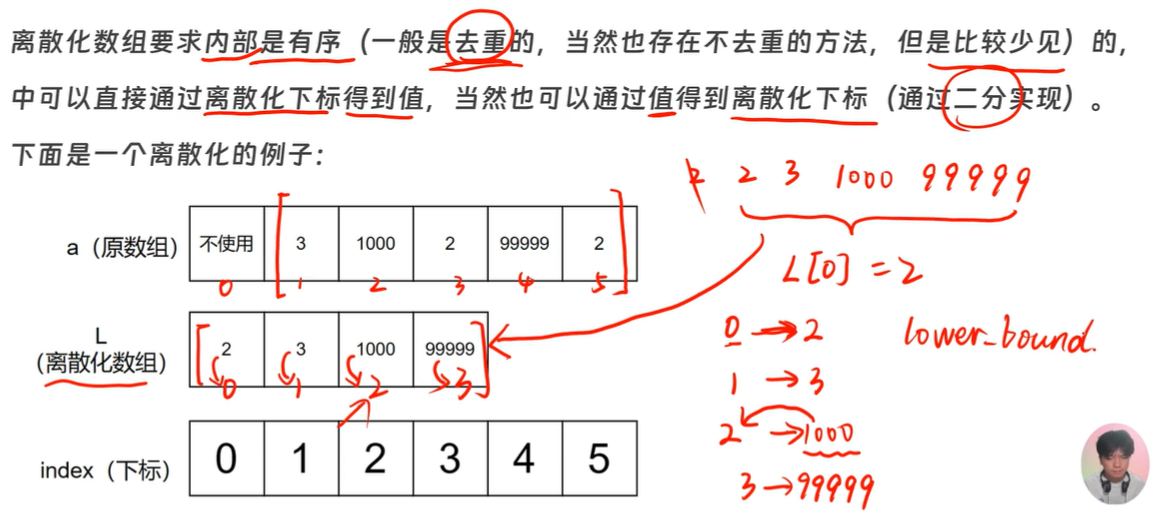 离散化数组要求内部是有序（一般是去重的，当然也存在不去重的方法，但是比较少见）的，
中可以直接通过离散化下标得到值，当然也可以通过值得到离散化下标（通过二分实现）。
下面是一个离散化的例子：
2 2 3 1000 99999
a（原数组） 不使用 3 1000 2 99999 2
0 1 2 3 4 5
L[0] = 2
L
（离散化数组） 2 3 1000 99999
0 1 2 3
0 → 2
lower_bound.
1 → 3
2 → 1000
3 → 99999
index（下标） 0 1 2 3 4 5